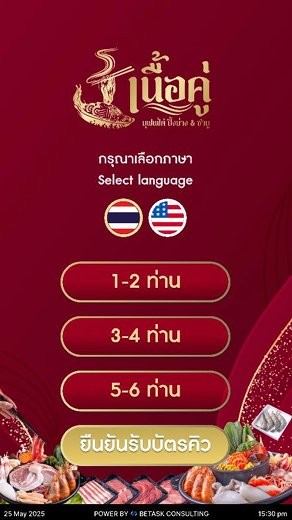 เนื้อคู่
บุฟเฟ่ต์ ปิ้งย่าง & ชาบู
กรุณาเลือกภาษา
Select language
1-2 ท่าน
3-4 ท่าน
5-6 ท่าน
ยืนยันรับบัตรคิว
25 May 2025
POWER BY BETASK CONSULTING
15:30 pm